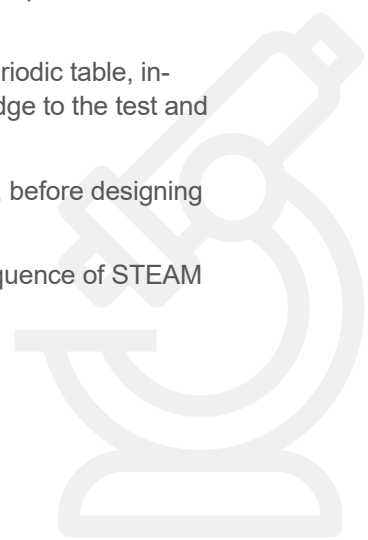 riodic table, in-
dge to the test and
before designing
quence of STEAM